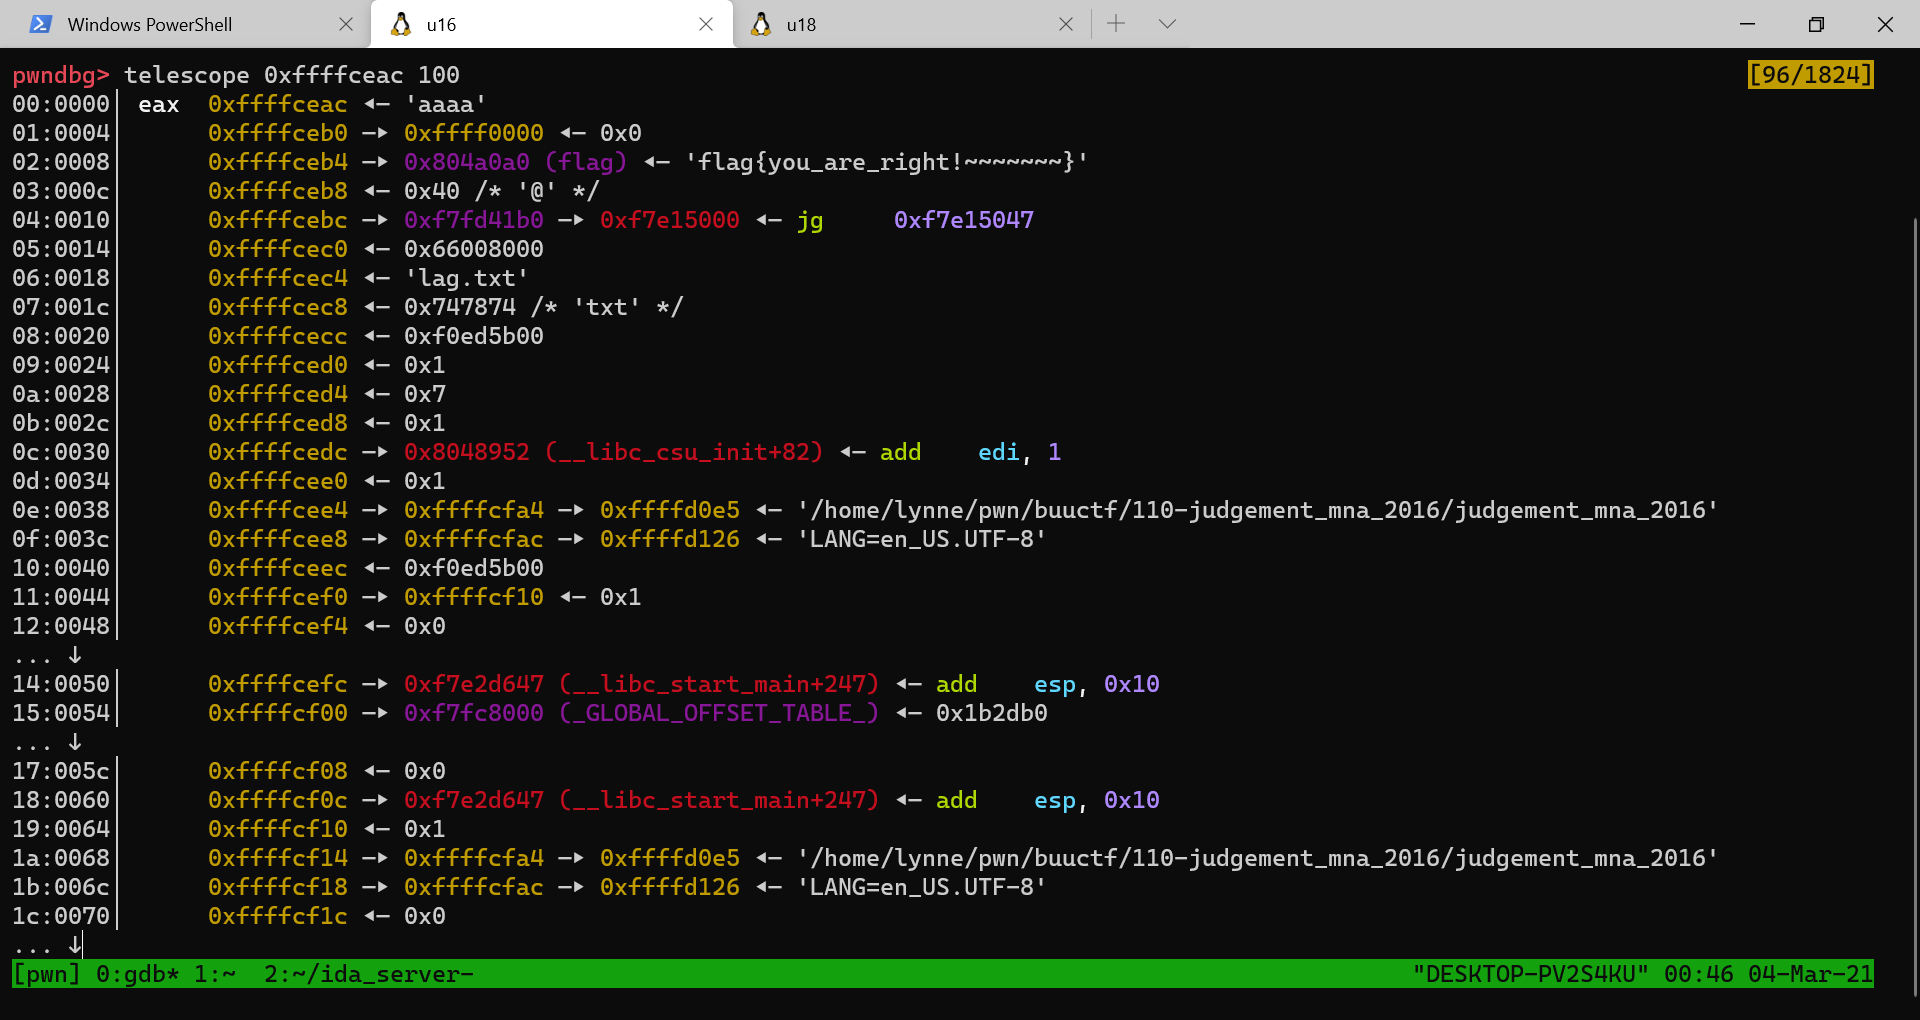 Windows PowerShell u16 u18
pwndbg> telescope 0xffffceac 100 [96/1824]
00:0000│ eax 0xffffceac ◂— 'aaaa'
01:0004│ 0xffffceb0 —▸ 0xffff0000 ◂— 0x0
02:0008│ 0xffffceb4 —▸ 0x804a0a0 (flag) ◂— 'flag{you_are_right!~~~~~~~}'
03:000c│ 0xffffceb8 ◂— 0x40 /* '@' */
04:0010│ 0xffffcebc —▸ 0xf7fd41b0 —▸ 0xf7e15000 ◂— jg 0xf7e15047
05:0014│ 0xffffcec0 ◂— 0x66008000
06:0018│ 0xffffcec4 ◂— 'lag.txt'
07:001c│ 0xffffcec8 ◂— 0x747874 /* 'txt' */
08:0020│ 0xffffcecc ◂— 0xf0ed5b00
09:0024│ 0xffffced0 ◂— 0x1
0a:0028│ 0xffffced4 ◂— 0x7
0b:002c│ 0xffffced8 ◂— 0x1
0c:0030│ 0xffffcedc —▸ 0x8048952 (__libc_csu_init+82) ◂— add edi, 1
0d:0034│ 0xffffcee0 ◂— 0x1
0e:0038│ 0xffffcee4 —▸ 0xffffcfa4 —▸ 0xffffd0e5 ◂— '/home/lynne/pwn/buuctf/110-judgement_mna_2016/judgement_mna_2016'
0f:003c│ 0xffffcee8 —▸ 0xffffcfac —▸ 0xffffd126 ◂— 'LANG=en_US.UTF-8'
10:0040│ 0xffffceec ◂— 0xf0ed5b00
11:0044│ 0xffffcef0 —▸ 0xffffcf10 ◂— 0x1
12:0048│ 0xffffcef4 ◂— 0x0
... ↓
14:0050│ 0xffffcefc —▸ 0xf7e2d647 (__libc_start_main+247) ◂— add esp, 0x10
15:0054│ 0xffffcf00 —▸ 0xf7fc8000 (_GLOBAL_OFFSET_TABLE_) ◂— 0x1b2db0
... ↓
17:005c│ 0xffffcf08 ◂— 0x0
18:0060│ 0xffffcf0c —▸ 0xf7e2d647 (__libc_start_main+247) ◂— add esp, 0x10
19:0064│ 0xffffcf10 ◂— 0x1
1a:0068│ 0xffffcf14 —▸ 0xffffcfa4 —▸ 0xffffd0e5 ◂— '/home/lynne/pwn/buuctf/110-judgement_mna_2016/judgement_mna_2016'
1b:006c│ 0xffffcf18 —▸ 0xffffcfac —▸ 0xffffd126 ◂— 'LANG=en_US.UTF-8'
1c:0070│ 0xffffcf1c ◂— 0x0
... ↓
[pwn] 0:gdb* 1:~ 2:~/ida_server- "DESKTOP-PV2S4KU" 00:46 04-Mar-21